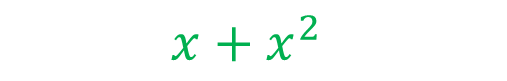 x + x²